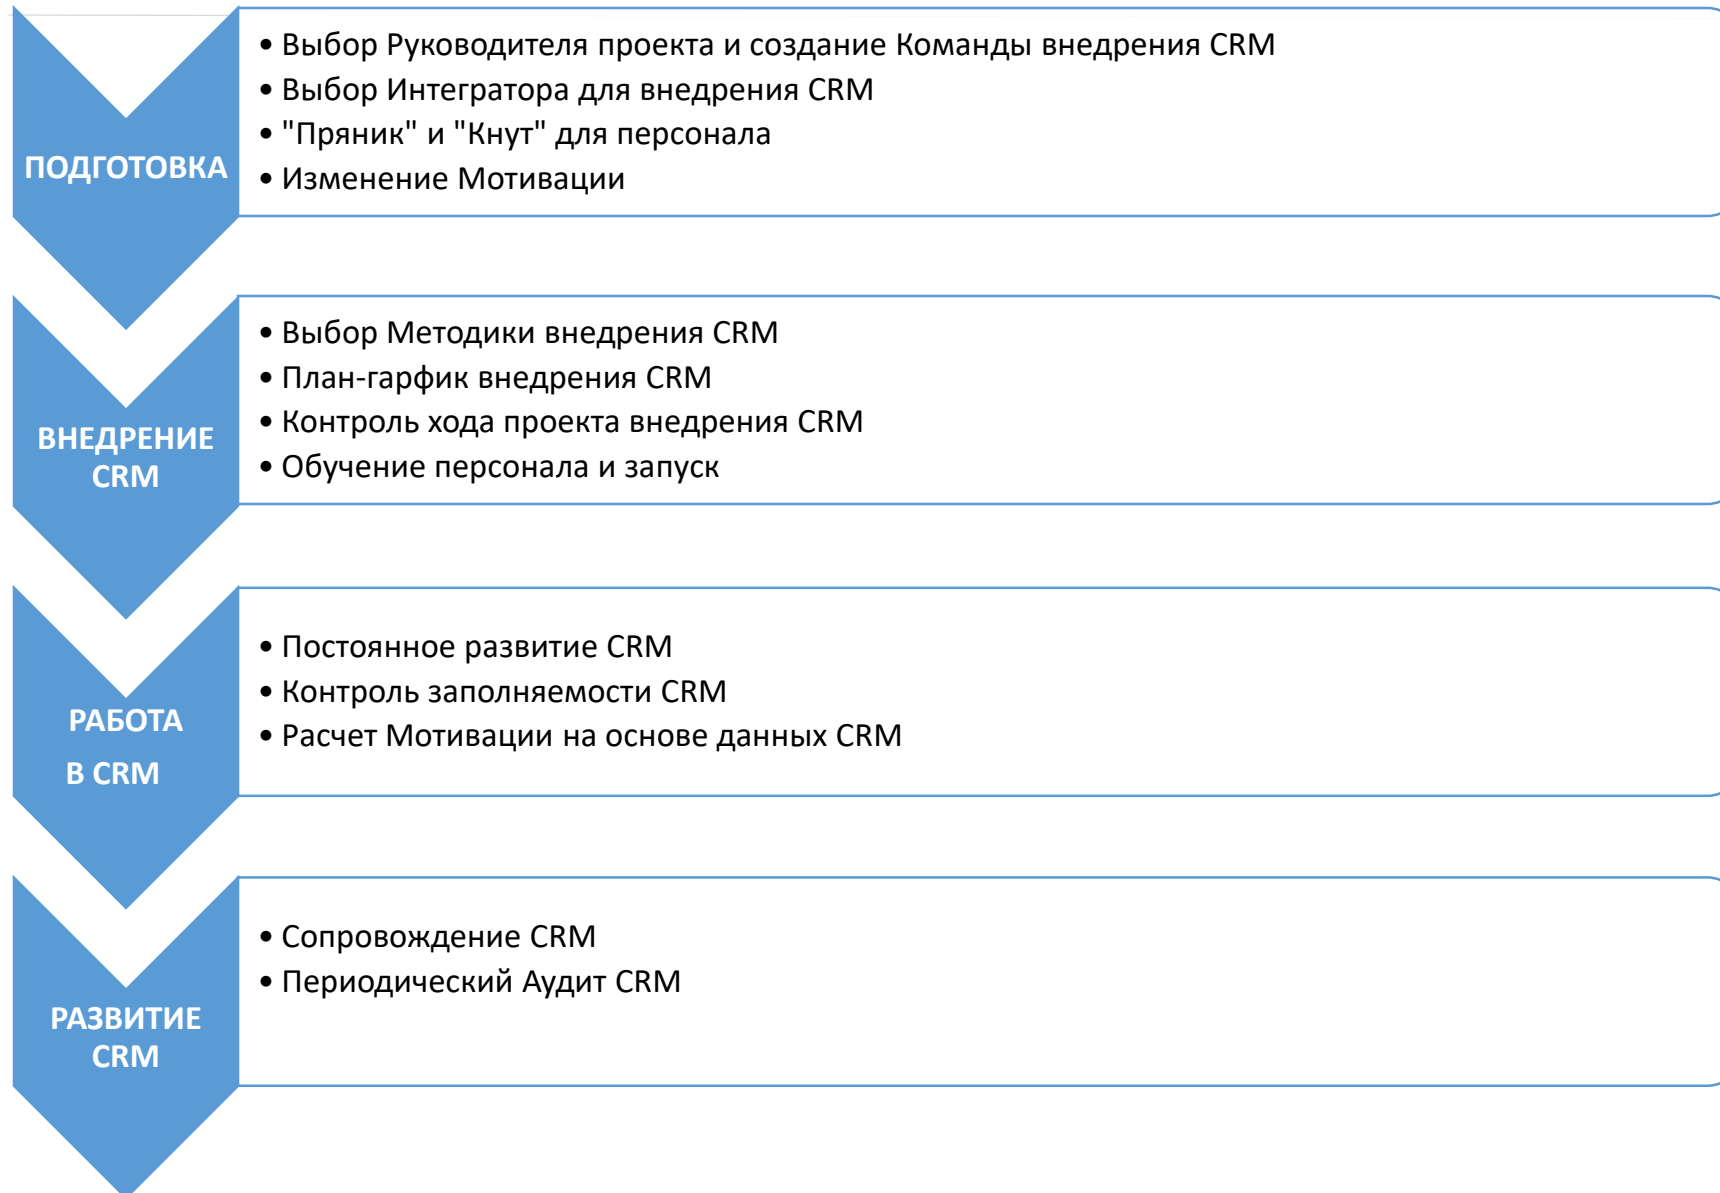 ПОДГОТОВКА
• Выбор Руководителя проекта и создание Команды внедрения CRM
• Выбор Интегратора для внедрения CRM
• "Пряник" и "Кнут" для персонала
• Изменение Мотивации
ВНЕДРЕНИЕ
CRM
• Выбор Методики внедрения CRM
• План-гарфик внедрения CRM
• Контроль хода проекта внедрения CRM
• Обучение персонала и запуск
РАБОТА
В CRM
• Постоянное развитие CRM
• Контроль заполняемости CRM
• Расчет Мотивации на основе данных CRM
РАЗВИТИЕ
CRM
• Сопровождение CRM
• Периодический Аудит CRM